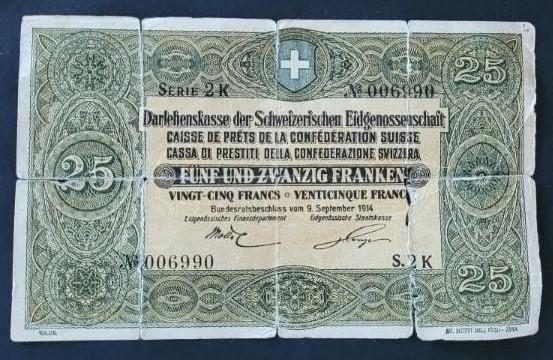 25
SERIE 2 K № 006990
Darlehenskasse der Schweizerischen Eidgenossenschaft
CAISSE DE PRÊTS DE LA CONFÉDÉRATION SUISSE
CASSA DI PRESTITI DELLA CONFEDERAZIONE SVIZZERA
25 FÜNF UND ZWANZIG FRANKEN
VINGT-CINQ FRANCS ○ VENTICINQUE FRANC
Bundesratsbeschluss vom 9. September 1914
Eidgenössisches Finanzdepartement Eidgenössische Staatskasse
№ 006990 S. 2 K
25